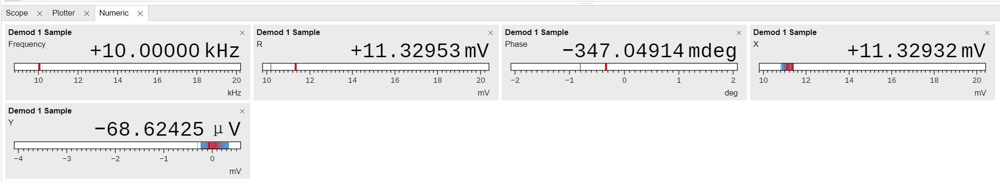 Scope × Plotter × Numeric ×
Demod 1 Sample ×
Frequency
+10.00000 kHz
10 12 14 16 18 20
kHz
Demod 1 Sample ×
R
+11.32953 mV
10 12 14 16 18 20
mV
Demod 1 Sample ×
Phase
−347.04914 mdeg
−2 −1 0 1 2
deg
Demod 1 Sample ×
X
+11.32932 mV
10 12 14 16 18 20
mV
Demod 1 Sample ×
Y
−68.62425 μV
−4 −3 −2 −1 0
mV